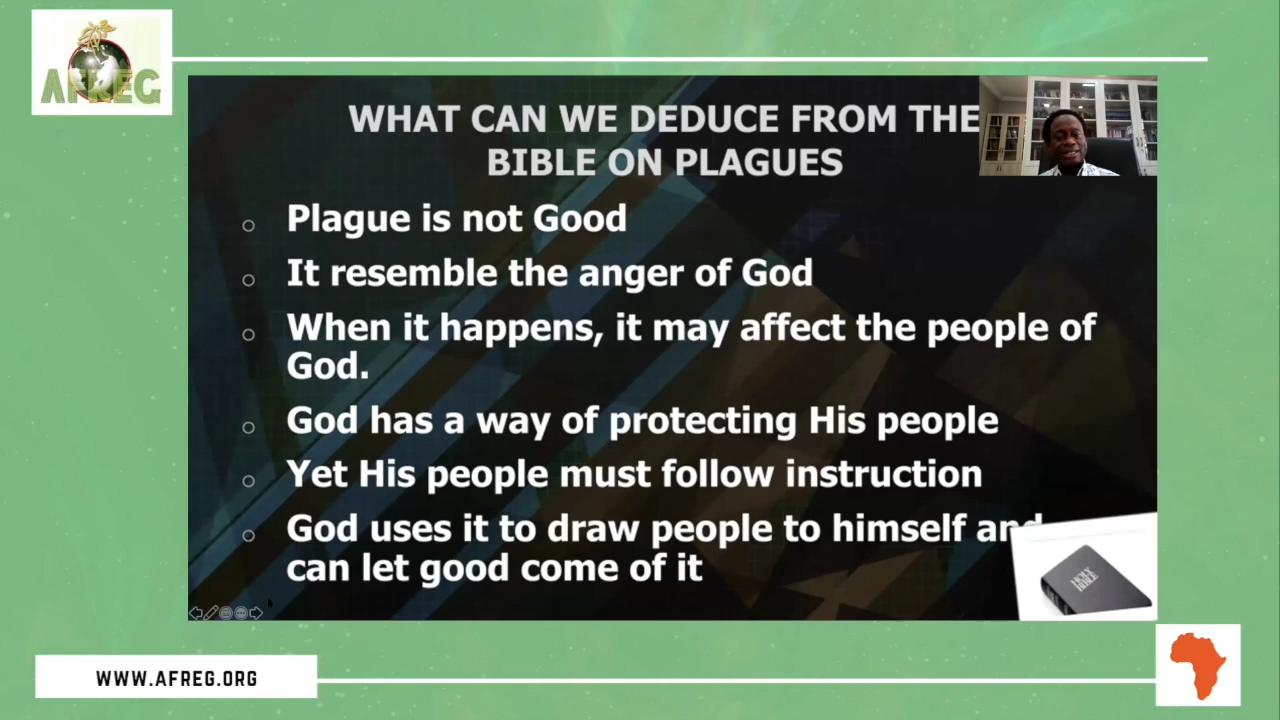 AFREG
WHAT CAN WE DEDUCE FROM THE
BIBLE ON PLAGUES
Plague is not Good
It resemble the anger of God
When it happens, it may affect the people of
God.
God has a way of protecting His people
Yet His people must follow instruction
God uses it to draw people to himself and
can let good come of it
HOLY
BIBLE
WWW.AFREG.ORG